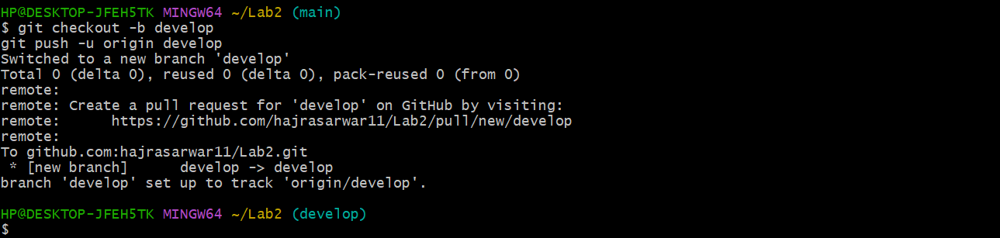 HP@DESKTOP-JFEH5TK MINGW64 ~/Lab2 (main)
$ git checkout -b develop
git push -u origin develop
Switched to a new branch 'develop'
Total 0 (delta 0), reused 0 (delta 0), pack-reused 0 (from 0)
remote:
remote: Create a pull request for 'develop' on GitHub by visiting:
remote:      https://github.com/hajrasarwar11/Lab2/pull/new/develop
remote:
To github.com:hajrasarwar11/Lab2.git
 * [new branch]      develop -> develop
branch 'develop' set up to track 'origin/develop'.
HP@DESKTOP-JFEH5TK MINGW64 ~/Lab2 (develop)
$